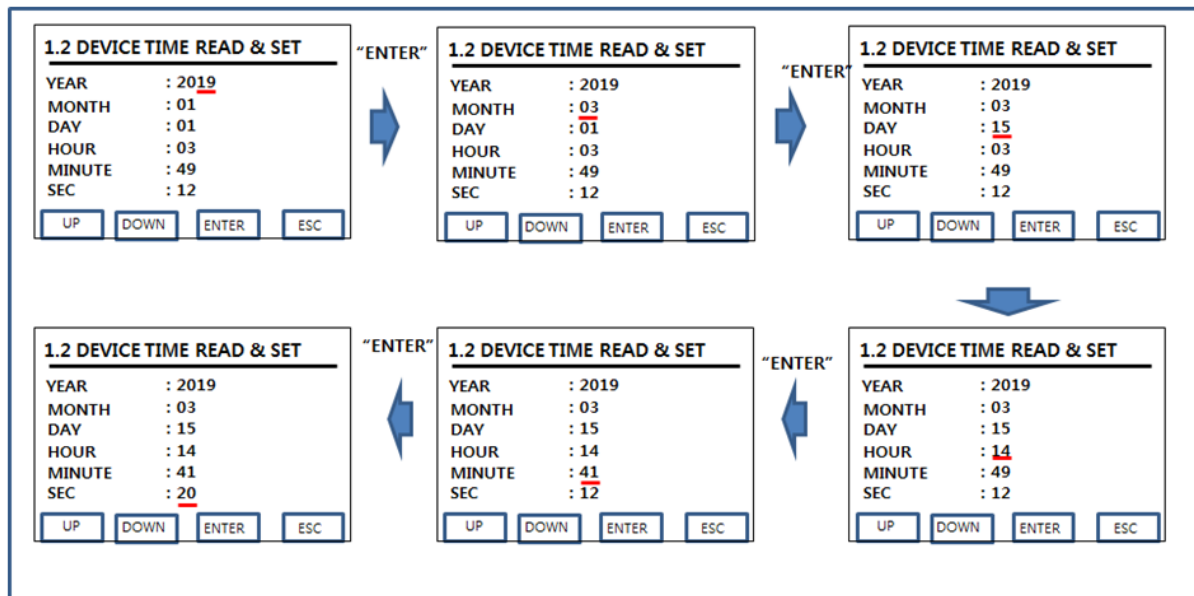 1.2 DEVICE TIME READ & SET
YEAR : 2019
MONTH : 01
DAY : 01
HOUR : 03
MINUTE : 49
SEC : 12
UP DOWN ENTER ESC
“ENTER”
1.2 DEVICE TIME READ & SET
YEAR : 2019
MONTH : 03
DAY : 01
HOUR : 03
MINUTE : 49
SEC : 12
UP DOWN ENTER ESC
“ENTER”
1.2 DEVICE TIME READ & SET
YEAR : 2019
MONTH : 03
DAY : 15
HOUR : 03
MINUTE : 49
SEC : 12
UP DOWN ENTER ESC
1.2 DEVICE TIME READ & SET
YEAR : 2019
MONTH : 03
DAY : 15
HOUR : 14
MINUTE : 49
SEC : 12
UP DOWN ENTER ESC
“ENTER”
1.2 DEVICE TIME READ & SET
YEAR : 2019
MONTH : 03
DAY : 15
HOUR : 14
MINUTE : 41
SEC : 12
UP DOWN ENTER ESC
“ENTER”
1.2 DEVICE TIME READ & SET
YEAR : 2019
MONTH : 03
DAY : 15
HOUR : 14
MINUTE : 41
SEC : 20
UP DOWN ENTER ESC